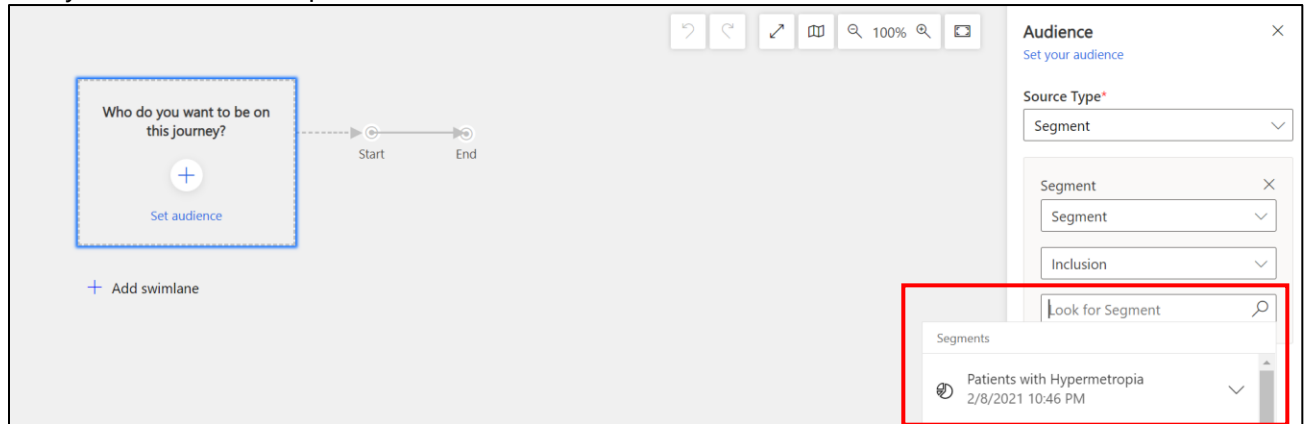 100%
Audience
Set your audience
Source Type*
Segment
Who do you want to be on
this journey?
Set audience
Start
End
Add swimlane
Segment
Segment
Inclusion
Look for Segment
Segments
Patients with Hypermetropia
2/8/2021 10:46 PM